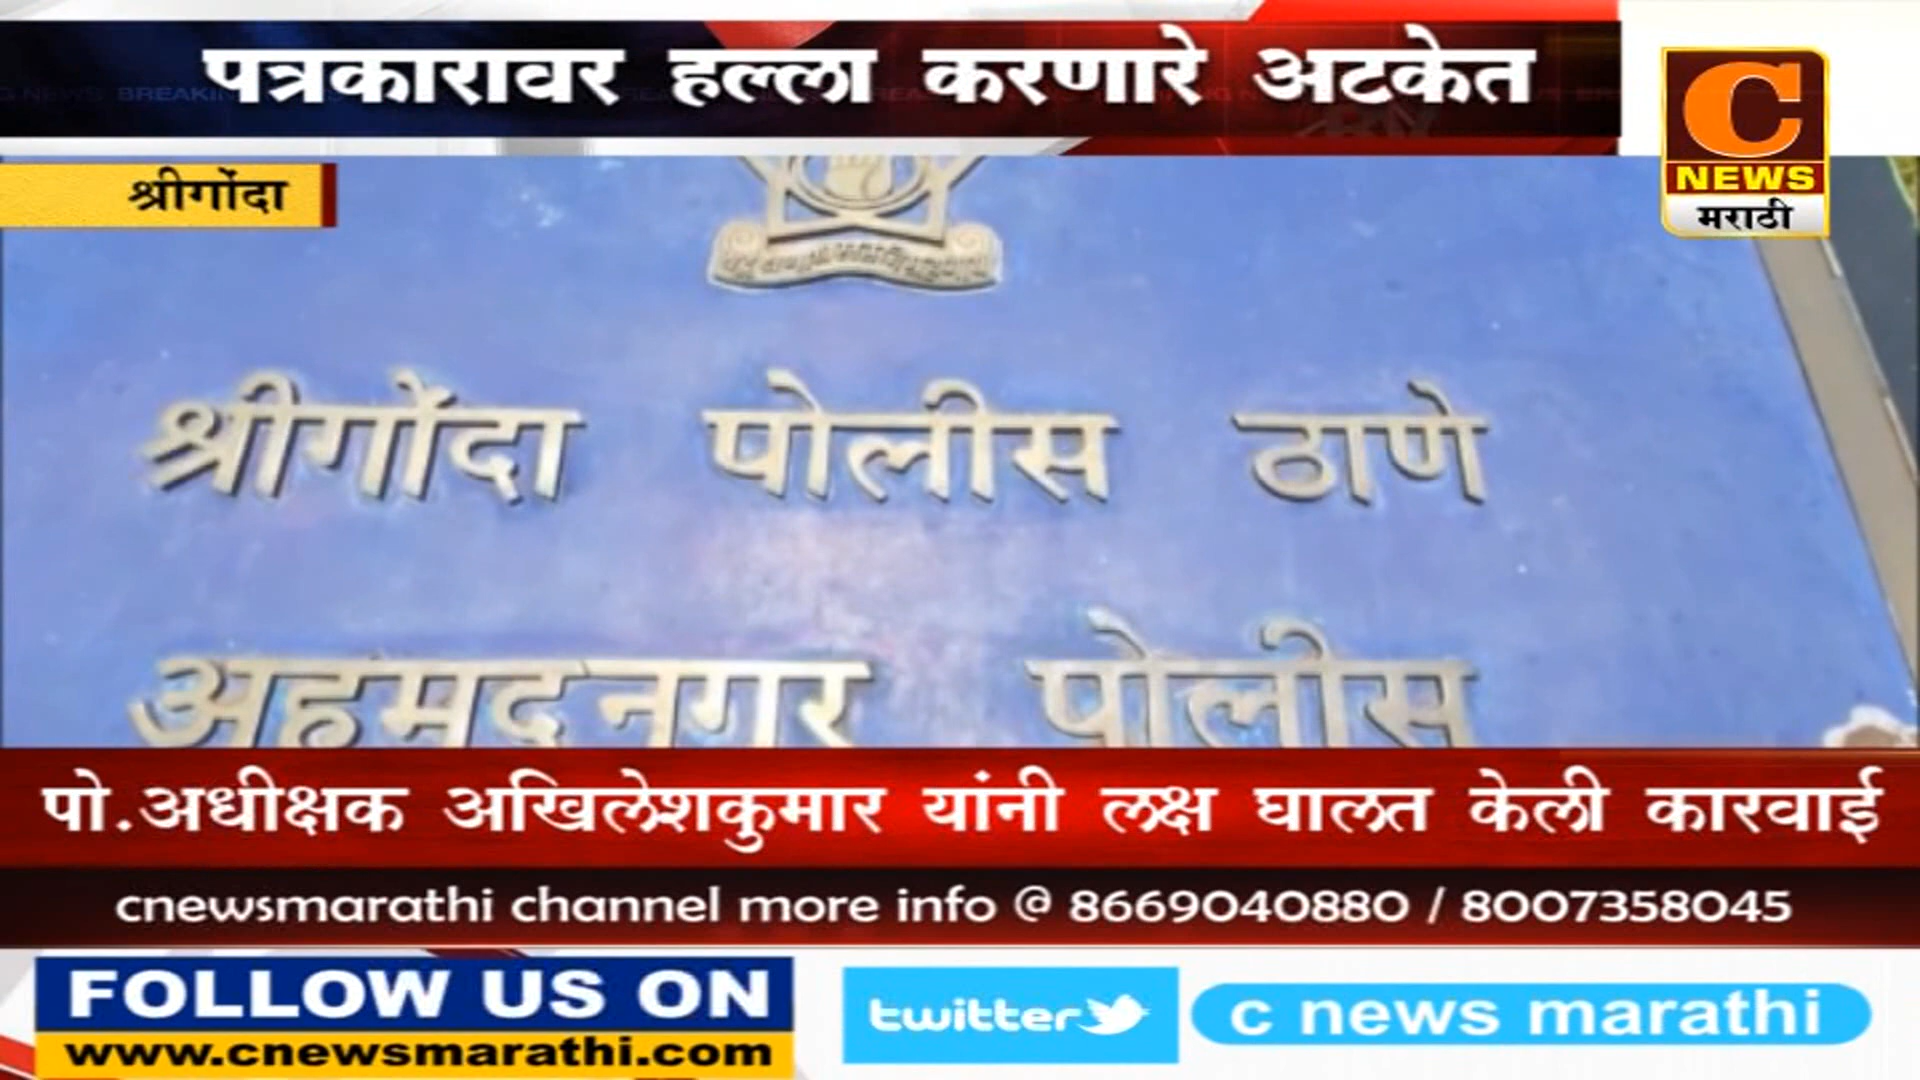 पत्रकारावर हल्ला करणारे अटकेत
C
NEWS
मराठी
श्रीगोंदा
श्रीगोंदा पोलीस ठाणे
अहमदनगर पोलीस
पो.अधीक्षक अखिलेशकुमार यांनी लक्ष घालत केली कारवाई
cnewsmarathi channel more info @ 8669040880 / 8007358045
FOLLOW US ON
www.cnewsmarathi.com
twitter
c news marathi